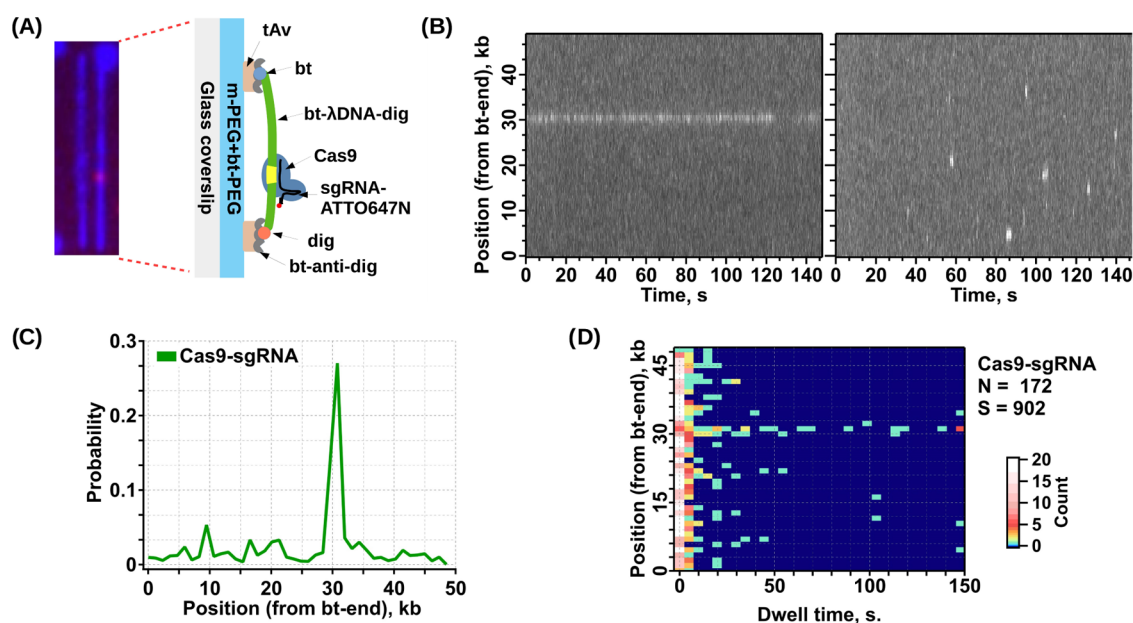 (A)
tAv
bt
bt-λDNA-dig
Cas9
sgRNA-
ATTO647N
dig
bt-anti-dig
Glass coverslip
m-PEG+bt-PEG
(B)
Position (from bt-end), kb
40
30
20
10
0
0 20 40 60 80 100 120 140
Time, s
0 20 40 60 80 100 120 140
Time, s
(C)
Probability
0.3
0.2
0.1
0
Cas9-sgRNA
0 10 20 30 40 50
Position (from bt-end), kb
(D)
Position (from bt-end), kb
45
30
15
0
0 50 100 150
Dwell time, s.
Cas9-sgRNA
N = 172
S = 902
20
15
10
5
0
Count